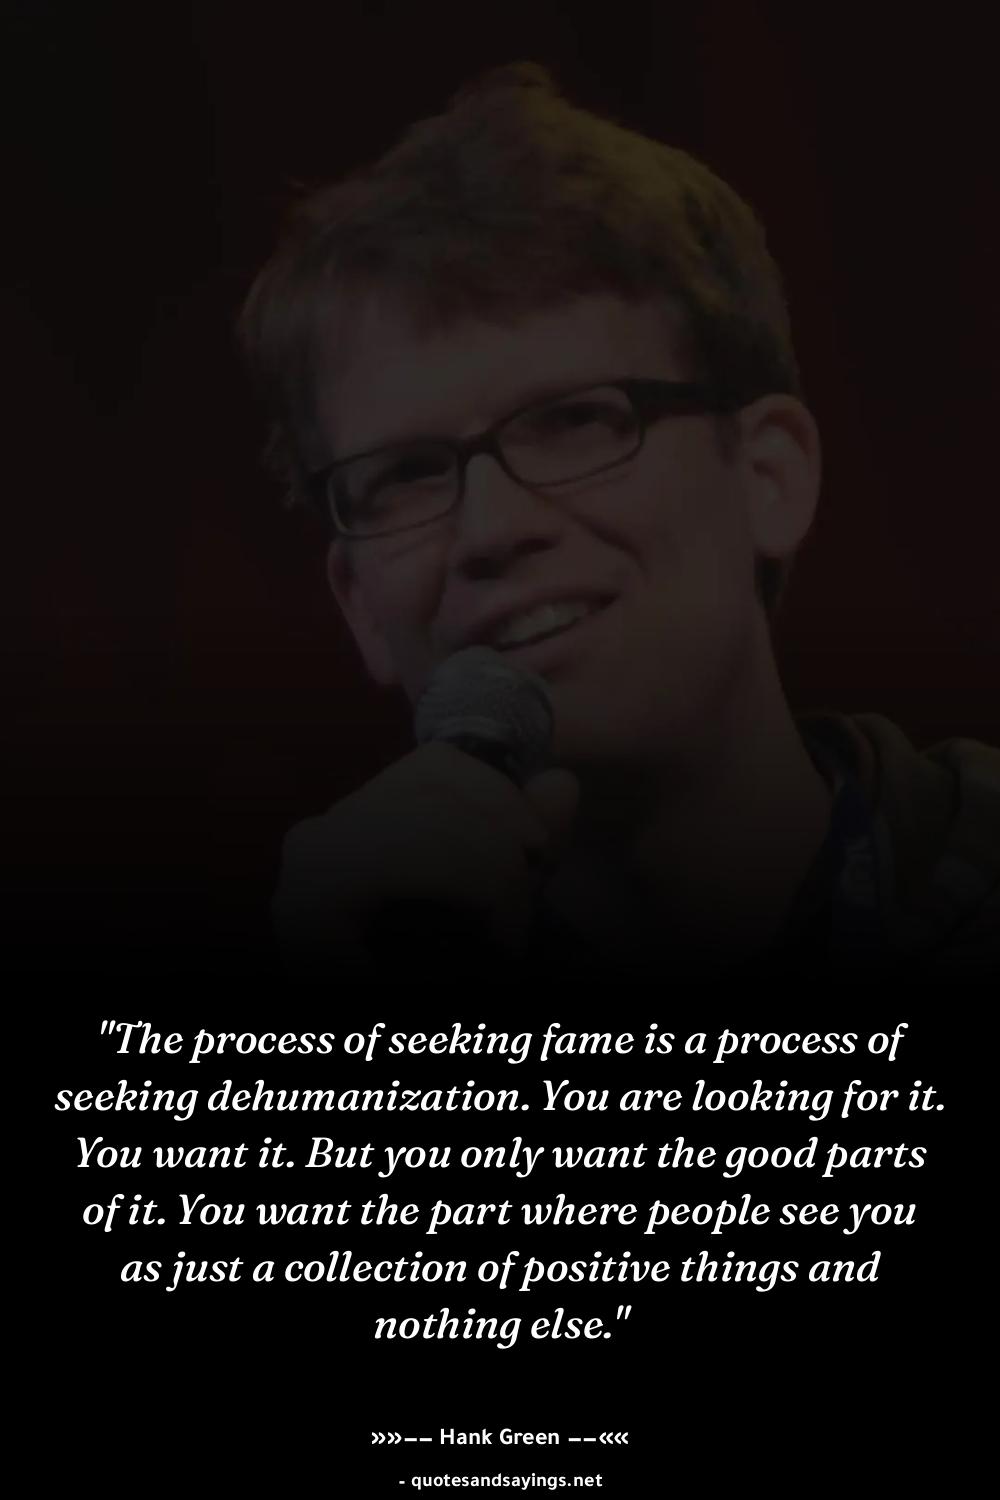 "The process of seeking fame is a process of
seeking dehumanization. You are looking for it.
You want it. But you only want the good parts
of it. You want the part where people see you
as just a collection of positive things and
nothing else."
»»–– Hank Green ––««
- quotesandsayings.net